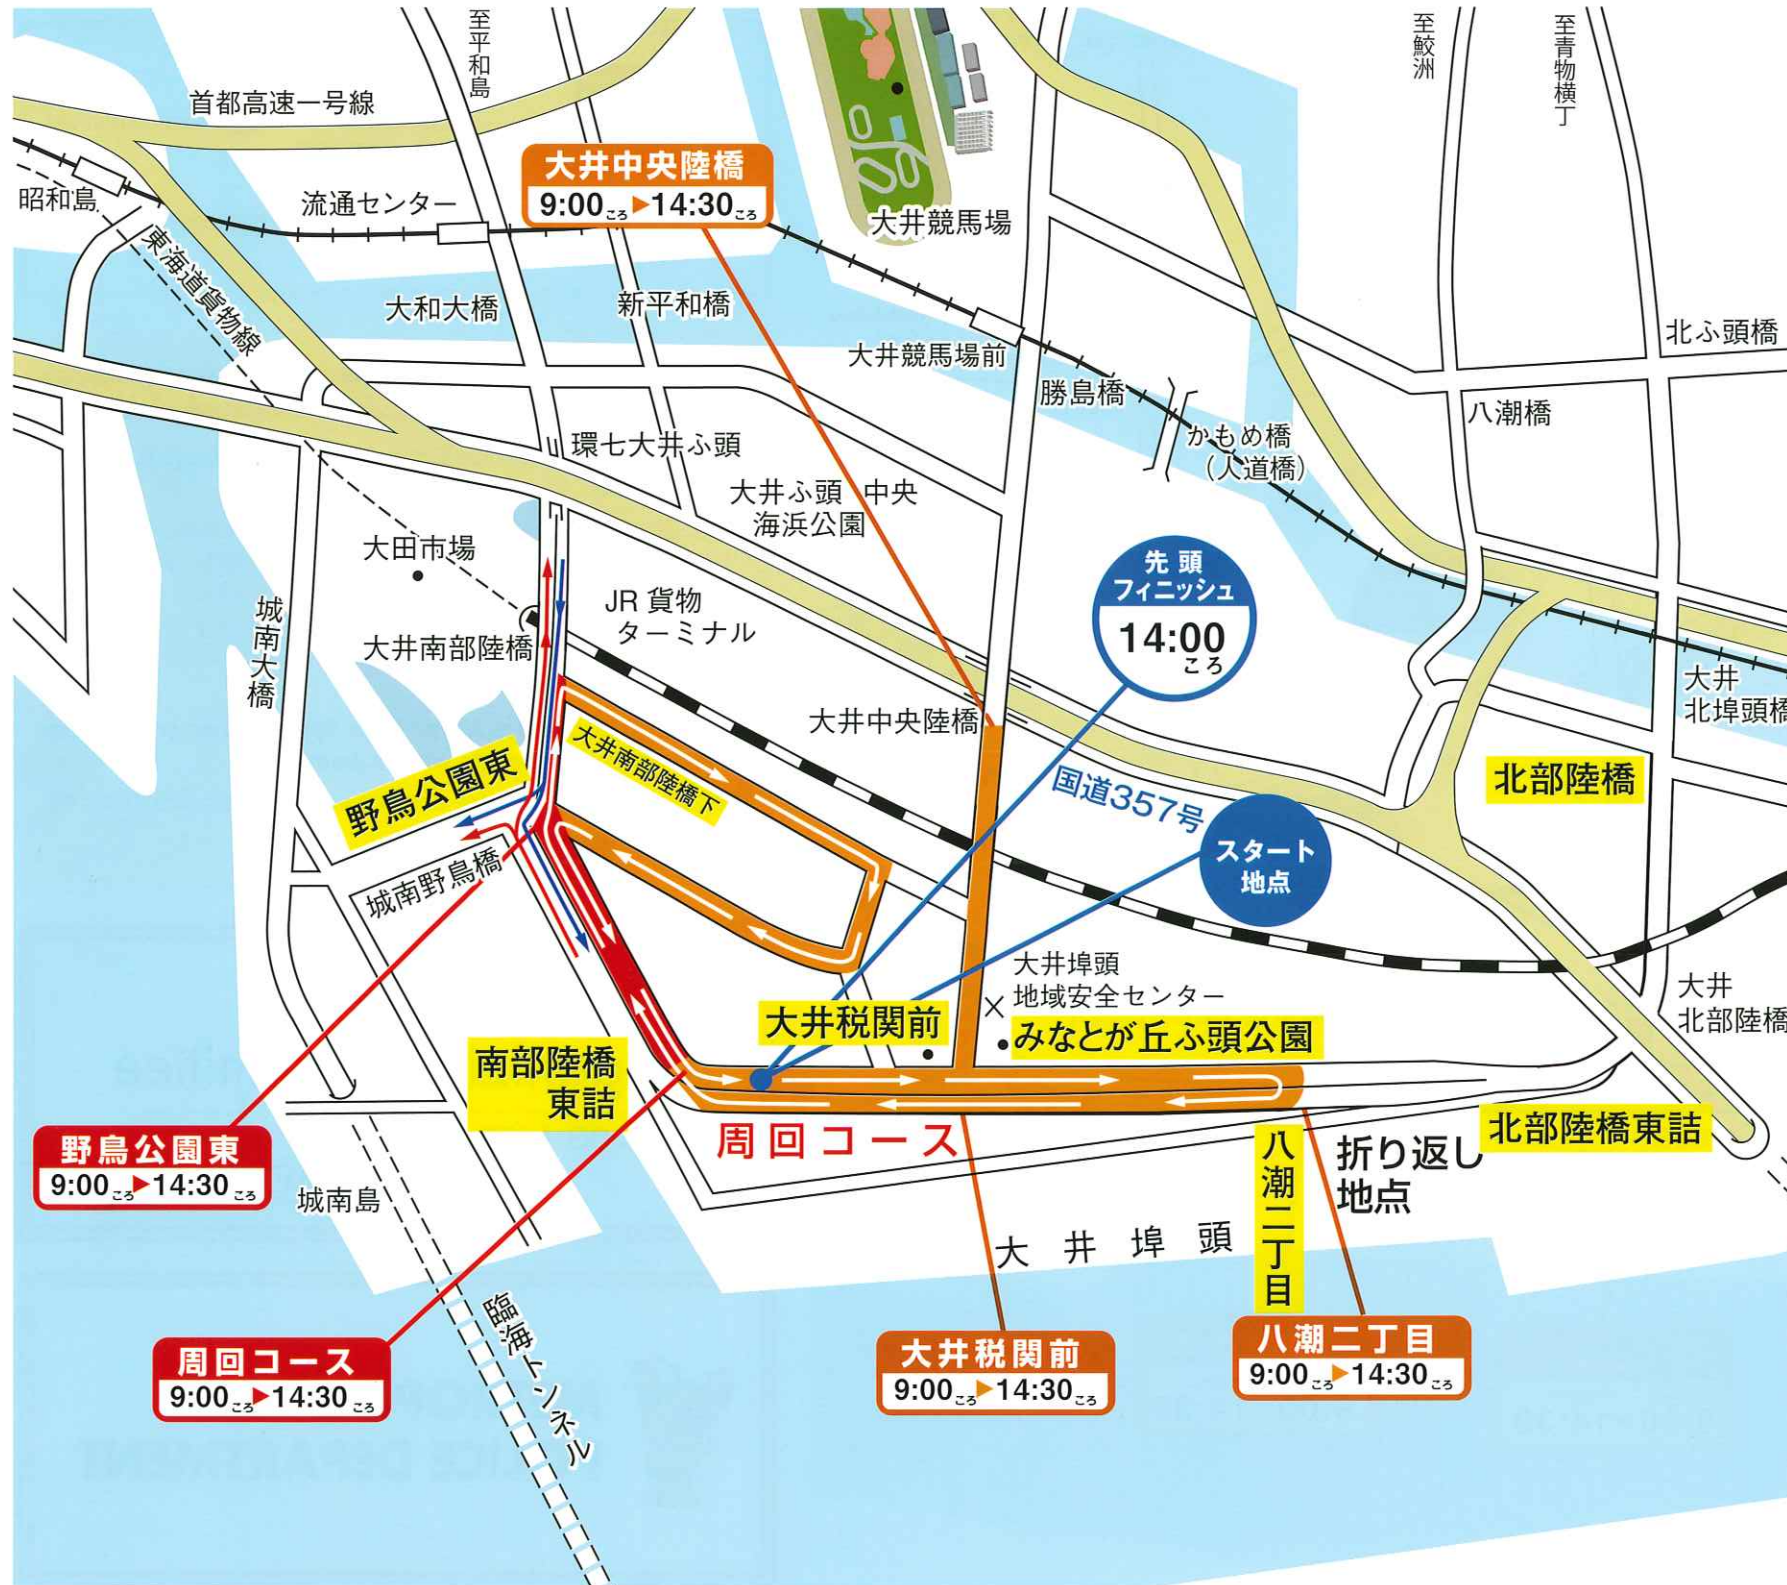 至平和島
至鮫洲
至青物横丁
首都高速一号線
大井中央陸橋
9:00ころ▶14:30ころ
昭和島
流通センター
大井競馬場
東海道貨物線
大和大橋
新平和橋
大井競馬場前
北ふ頭橋
勝島橋
八潮橋
かもめ橋
（人道橋）
環七大井ふ頭
大井ふ頭 中央
海浜公園
大田市場
先頭
フィニッシュ
14:00
ころ
JR 貨物
ターミナル
城南大橋
大井南部陸橋
大井
北埠頭橋
大井中央陸橋
大井南部陸橋下
野鳥公園東
国道357号
北部陸橋
スタート
地点
城南野鳥橋
大井埠頭
地域安全センター
大井税関前
みなとが丘ふ頭公園
大井
北部陸橋
南部陸橋
東詰
周回コース
北部陸橋東詰
八潮二丁目
折り返し
地点
野鳥公園東
9:00ころ▶14:30ころ
城南島
大井埠頭
臨海トンネル
周回コース
9:00ころ▶14:30ころ
大井税関前
9:00ころ▶14:30ころ
八潮二丁目
9:00ころ▶14:30ころ